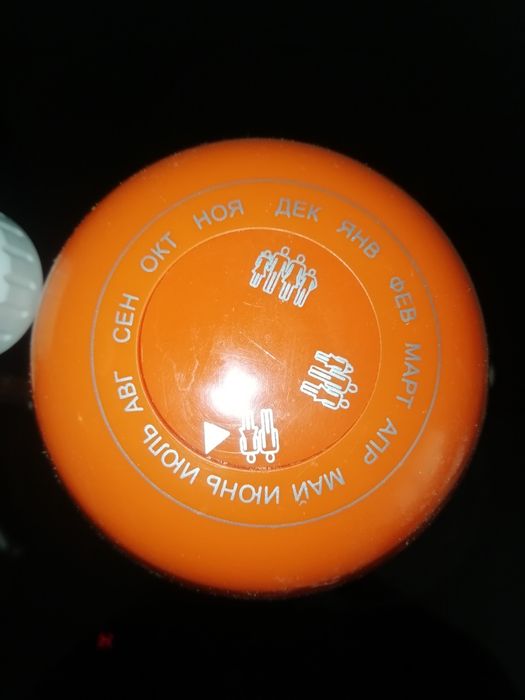 ЯНВ
ФЕВ
МАРТ
АПР
МАЙ
ИЮНЬ
ИЮЛЬ
АВГ
СЕН
ОКТ
НОЯ
ДЕК